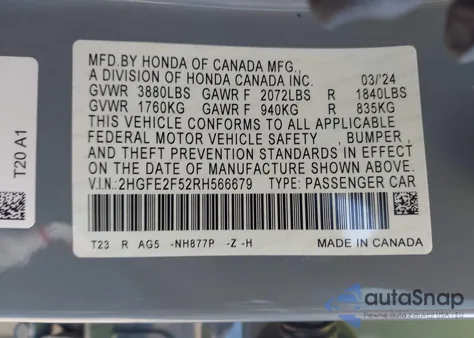 MFD.BY HONDA OF CANADA MFG.,
A DIVISION OF HONDA CANADA INC. 03/'24
GVWR 3880LBS GAWR F 2072LBS R 1840LBS
GVWR 1760KG GAWR F 940KG R 835KG
THIS VEHICLE CONFORMS TO ALL APPLICABLE
FEDERAL MOTOR VEHICLE SAFETY , BUMPER ,
AND THEFT PREVENTION STANDARDS IN EFFECT
ON THE DATE OF MANUFACTURE SHOWN ABOVE.
V.I.N.:2HGFE2F52RH566679 TYPE: PASSENGER CAR
T23 R AG5 -NH877P -Z -H MADE IN CANADA
T20 A1
autoSnap